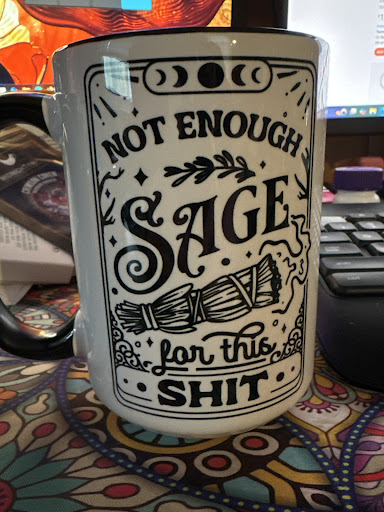 NOT ENOUGH
SAGE
for this
SHIT